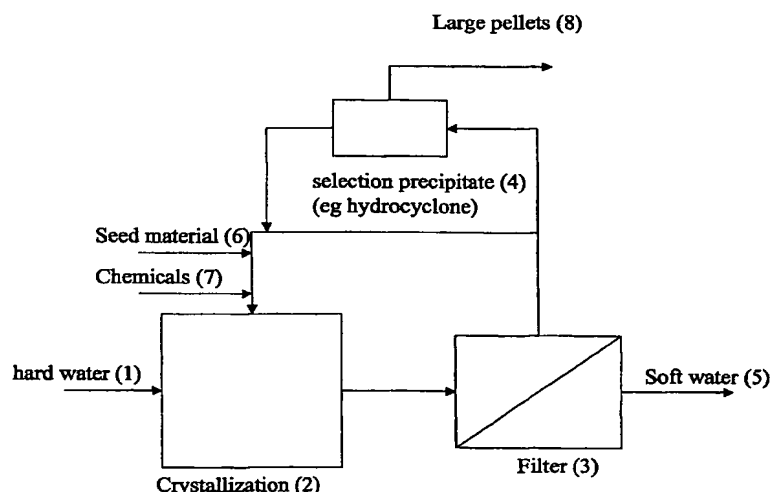 Large pellets (8)
selection precipitate (4)
(eg hydrocyclone)
Seed material (6)
Chemicals (7)
hard water (1)
Soft water (5)
Filter (3)
Crystallization (2)